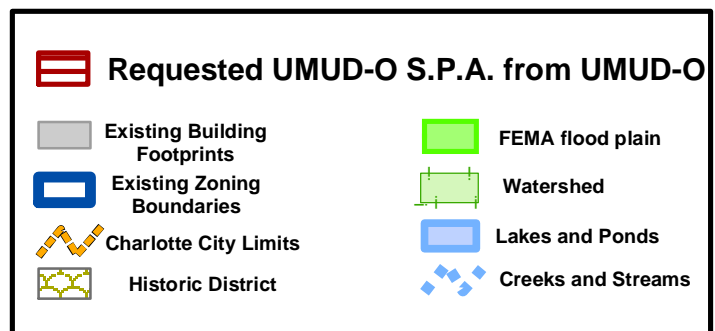 Requested UMUD-O S.P.A. from UMUD-O
Existing Building
Footprints
Existing Zoning
Boundaries
Charlotte City Limits
Historic District
FEMA flood plain
Watershed
Lakes and Ponds
Creeks and Streams